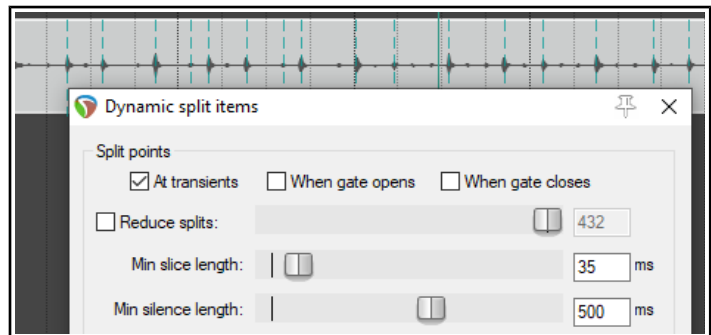 Dynamic split items
Split points
At transients When gate opens When gate closes
Reduce splits: 432
Min slice length: 35 ms
Min silence length: 500 ms